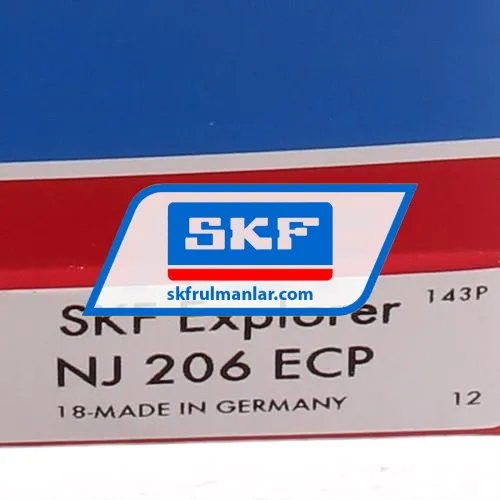 SKF
skfrulmanlar.com
SKF Explorer
143P
NJ 206 ECP
18-MADE IN GERMANY
12